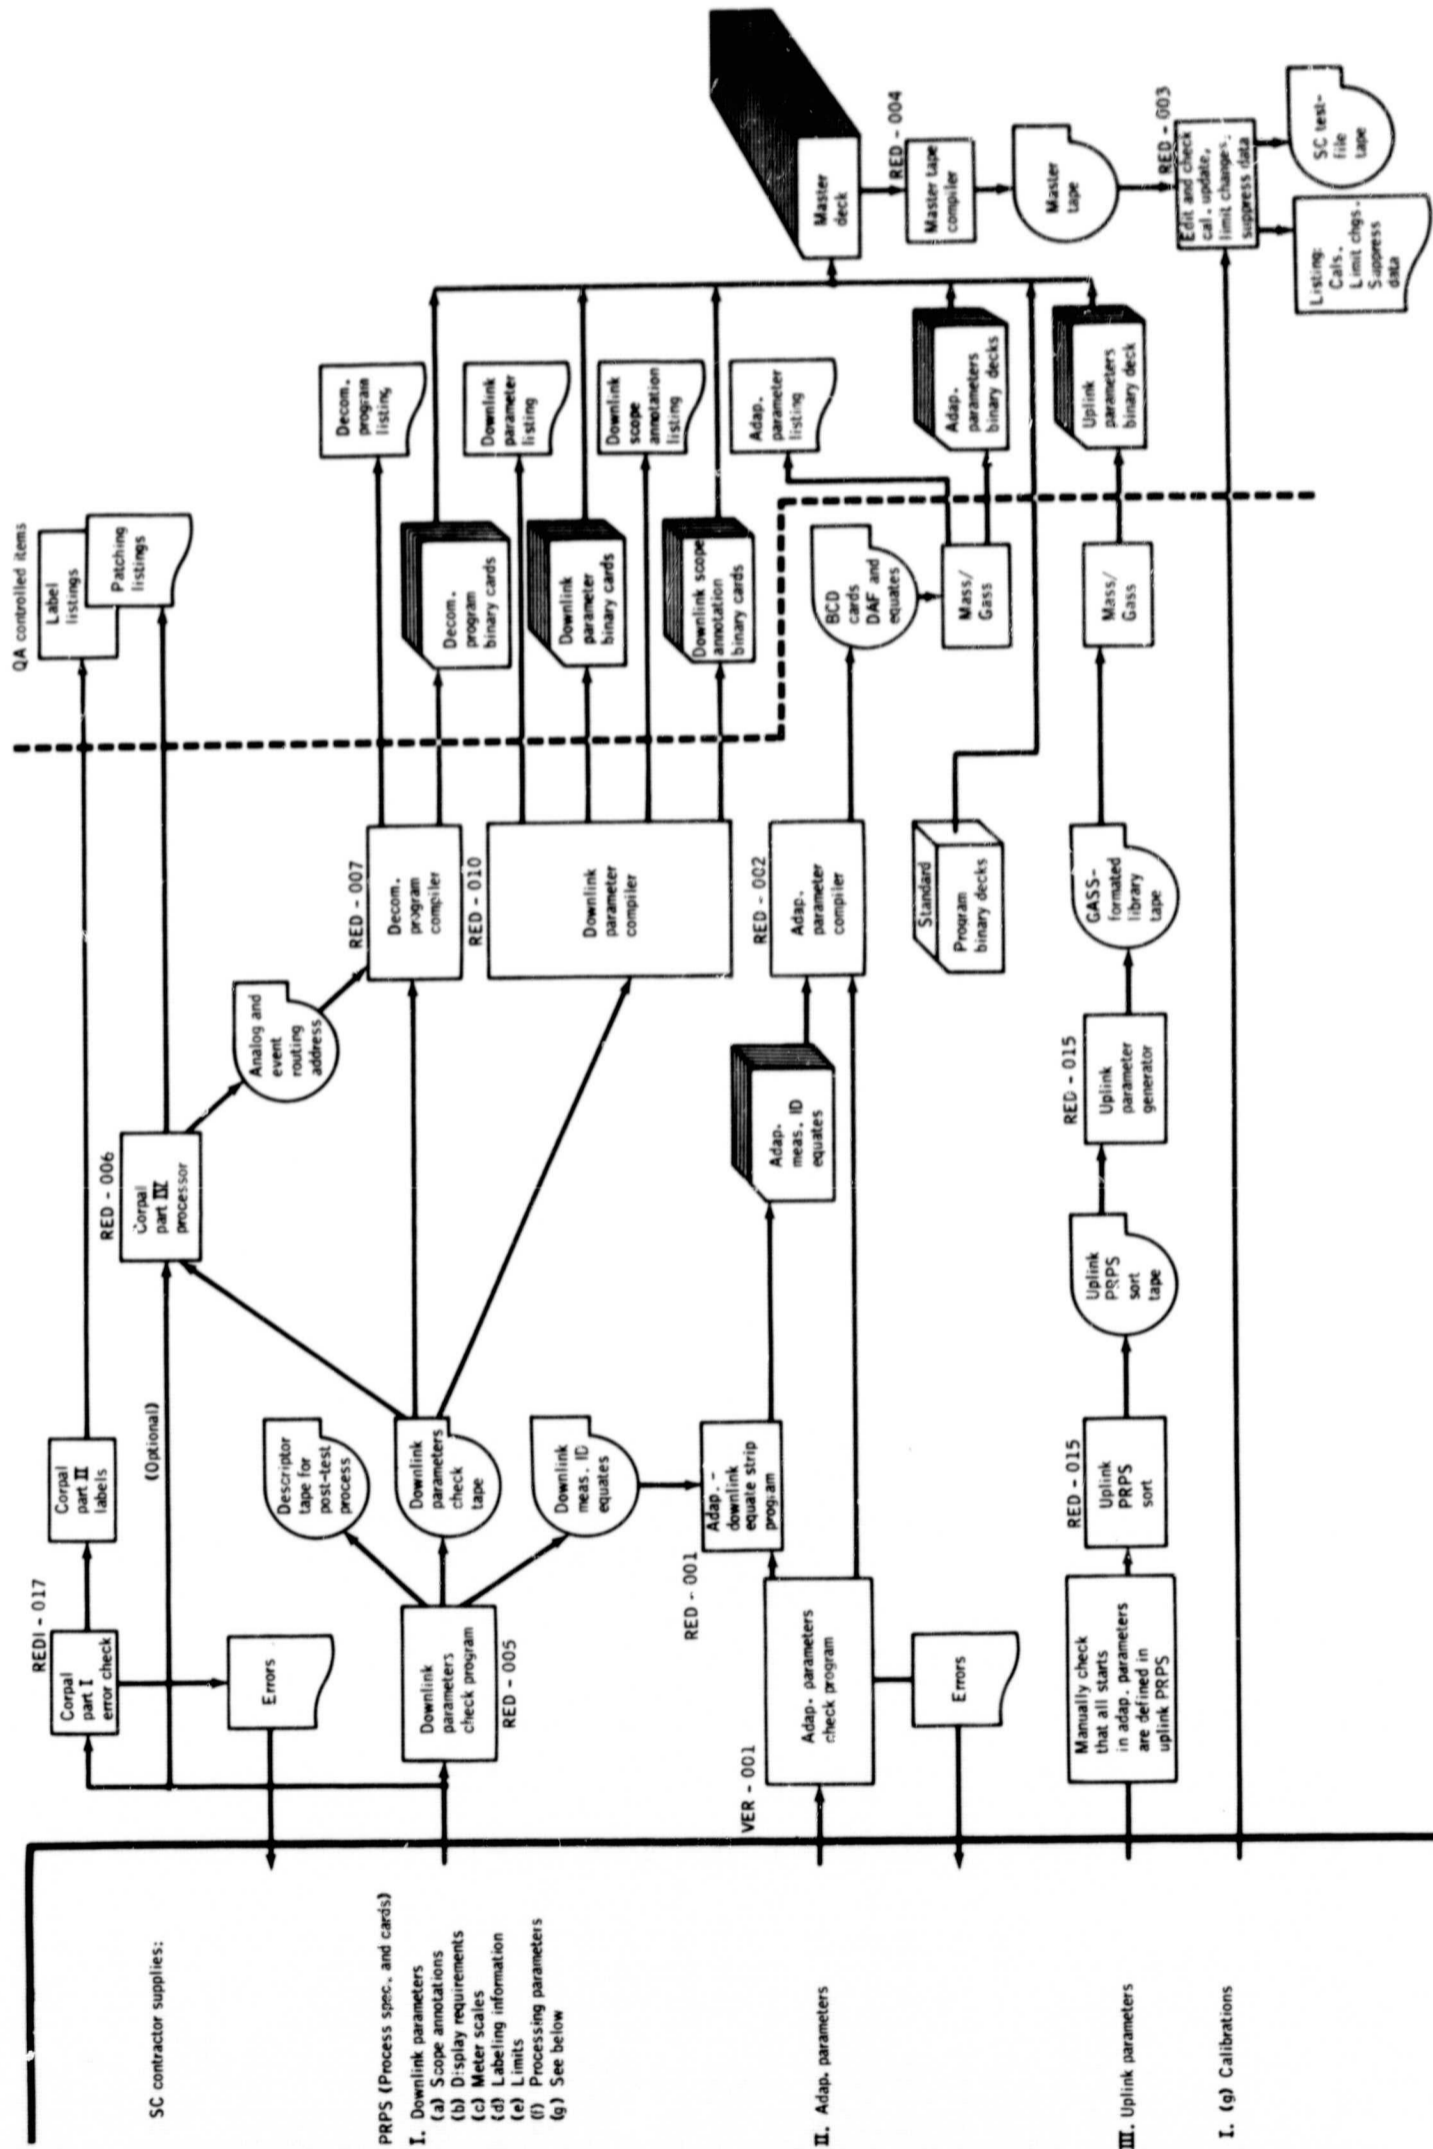 SC contractor supplies:
PRPS (Process spec. and cards)
I. Downlink parameters
(a) Scope annotations
(b) Display requirements
(c) Meter scales
(d) Labeling information
(e) Limits
(f) Processing parameters
(g) See below
II. Adap. parameters
III. Uplink parameters
I. (g) Calibrations
REDI - 017
Corpal
part I
error check
Corpal
part II
labels
(Optional)
Errors
RED - 006
Corpal
part IV
processor
QA controlled items
Label
listings
Patching
listings
Downlink
parameters
check program
RED - 005
Descriptor
tape for
post-test
process
Downlink
parameters
check
tape
Downlink
meas. ID
equates
Analog and
event
routing
address
RED - 007
Decom.
program
compiler
RED - 010
Downlink
parameter
compiler
Decom.
program
listing
Decom.
program
binary cards
Downlink
parameter
listing
Downlink
parameter
binary cards
Downlink
scope
annotation
listing
Downlink scope
annotation
binary cards
RED - 001
Adap. -
downlink
equate strip
program
VER - 001
Adap. parameters
check program
Errors
Adap.
meas. ID
equates
RED - 002
Adap.
parameter
compiler
BCD
cards
DAF and
equates
Mass/
Gass
Adap.
parameter
listing
Adap.
parameters
binary decks
Standard
Program
binary decks
Manually check
that all starts
in adap. parameters
are defined in
uplink PRPS
RED - 015
Uplink
PRPS
sort
Uplink
PRPS
sort
tape
RED - 015
Uplink
parameter
generator
GASS-
formated
library
tape
Mass/
Gass
Uplink
parameters
binary deck
Master
deck
RED - 004
Master tape
compiler
Master
tape
RED - 003
Edit and check
cal. update,
limit changes,
suppress data
Listing:
Cals.
Limit chgs.
Suppress
data
SC test-
file
tape